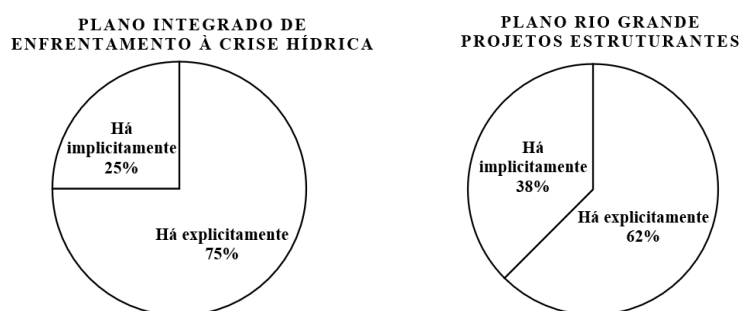 PLANO INTEGRADO DE
ENFRENTAMENTO À CRISE HÍDRICA
Há
implicitamente
25%
Há explicitamente
75%
PLANO RIO GRANDE
PROJETOS ESTRUTURANTES
Há
implicitamente
38%
Há explicitamente
62%